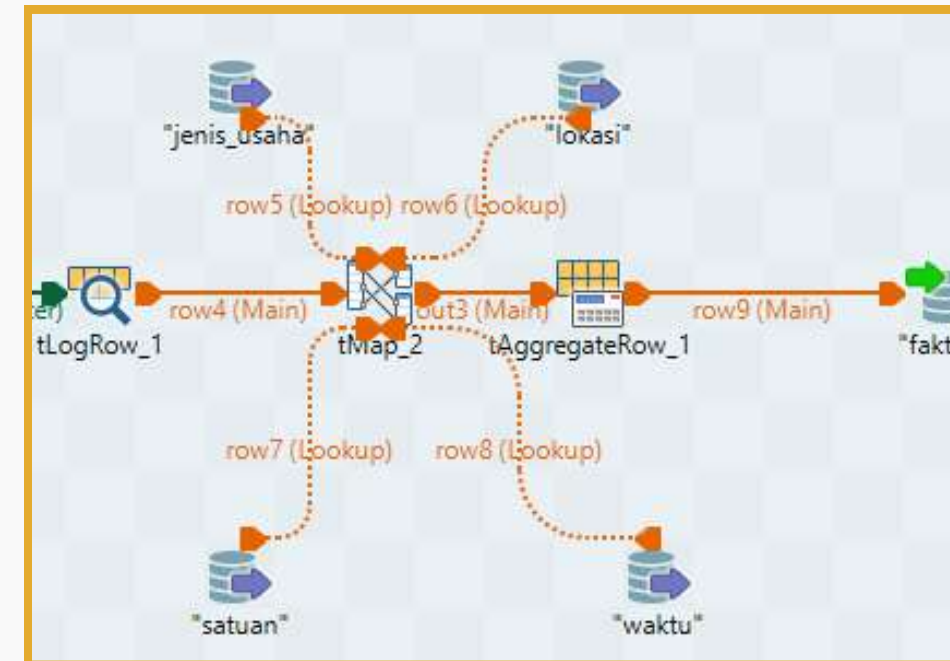 "jenis_usaha"
"lokasi"
row5 (Lookup)
row6 (Lookup)
row4 (Main)
out3 (Main)
row9 (Main)
tLogRow_1
tMap_2
tAggregateRow_1
row7 (Lookup)
row8 (Lookup)
"satuan"
"waktu"